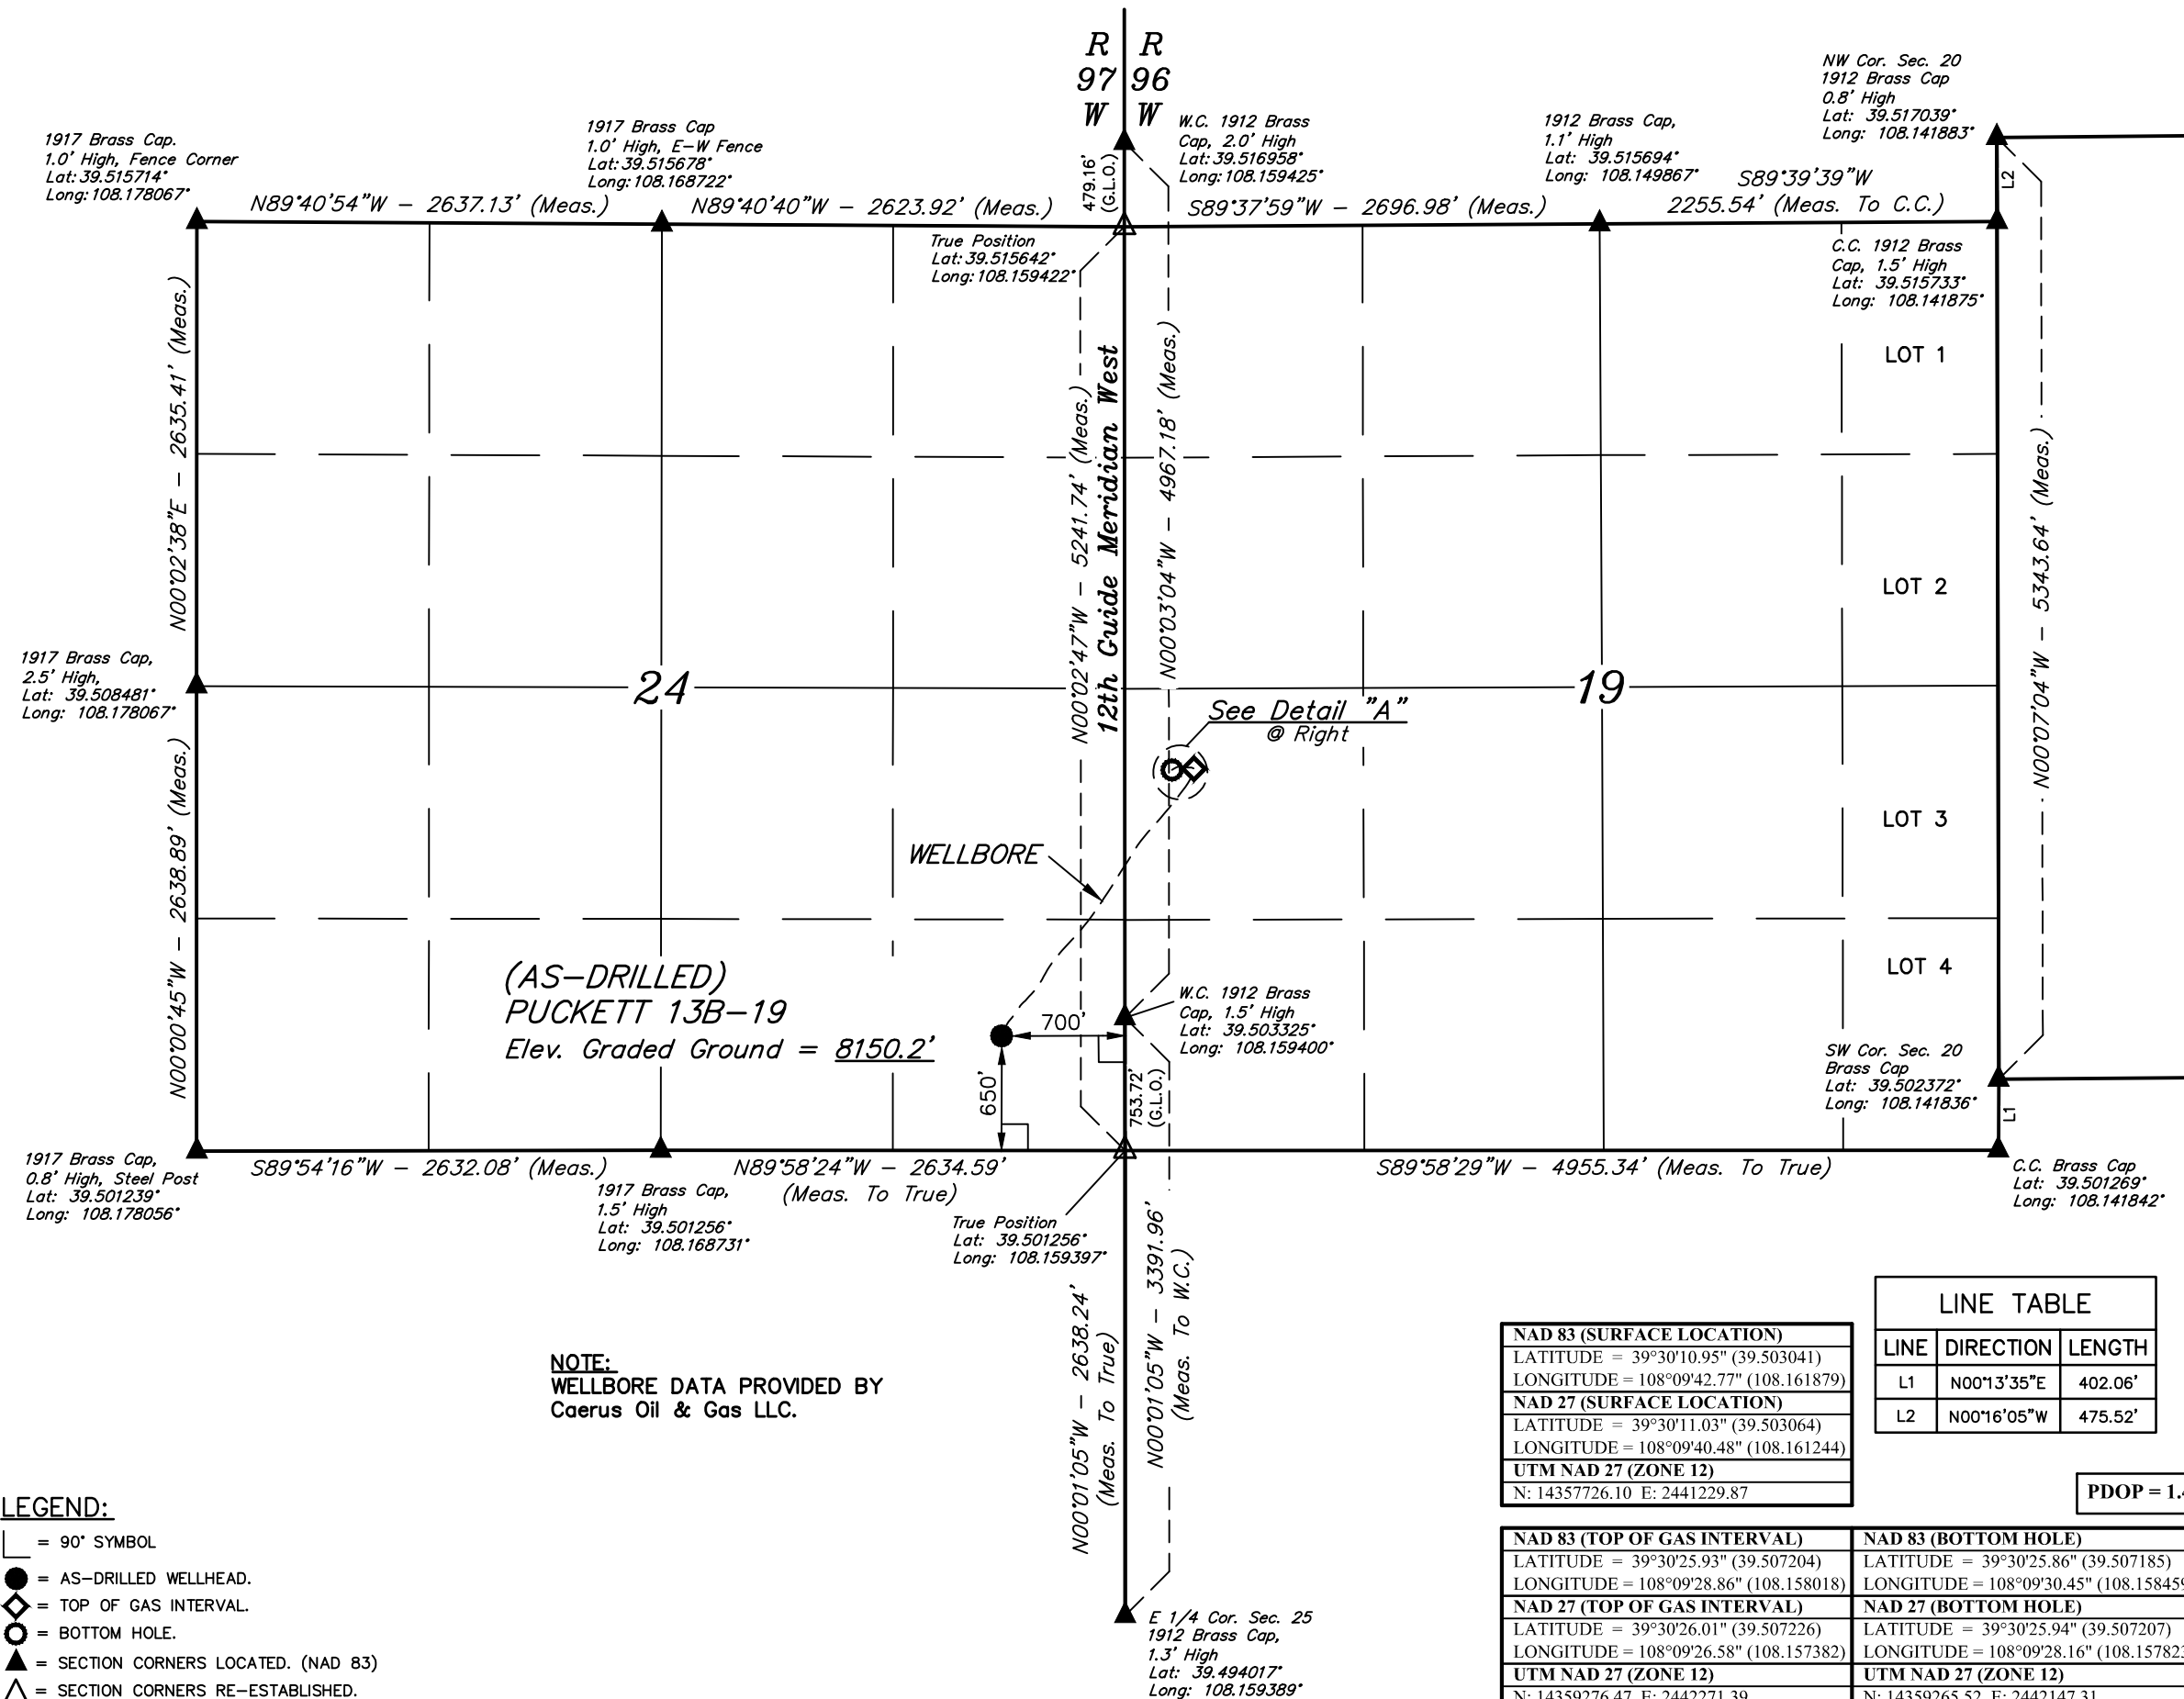 R R
97 96
W W
NW Cor. Sec. 20
1912 Brass Cap
0.8' High
Lat: 39.517039°
Long: 108.141883°
1917 Brass Cap.
1.0' High, Fence Corner
Lat: 39.515714°
Long: 108.178067°
1917 Brass Cap
1.0' High, E-W Fence
Lat: 39.515678°
Long: 108.168722°
W.C. 1912 Brass
Cap, 2.0' High
Lat: 39.516958°
Long: 108.159425°
1912 Brass Cap,
1.1' High
Lat: 39.515694°
Long: 108.149867°
479.16'
(G.L.O.)
L2
N89°40'54"W - 2637.13' (Meas.)
N89°40'40"W - 2623.92' (Meas.)
S89°37'59"W - 2696.98' (Meas.)
S89°39'39"W
2255.54' (Meas. To C.C.)
True Position
Lat: 39.515642°
Long: 108.159422°
C.C. 1912 Brass
Cap, 1.5' High
Lat: 39.515733°
Long: 108.141875°
N00°02'38"E - 2635.41' (Meas.)
N00°02'47"W - 5241.74' (Meas.)
12th Guide Meridian West
N00°03'04"W - 4967.18' (Meas.)
N00°07'04"W - 5343.64' (Meas.)
LOT 1
LOT 2
1917 Brass Cap,
2.5' High,
Lat: 39.508481°
Long: 108.178067°
24
19
See Detail "A"
@ Right
N00°00'45"W - 2638.89' (Meas.)
LOT 3
WELLBORE
LOT 4
(AS-DRILLED)
PUCKETT 13B-19
Elev. Graded Ground = 8150.2'
700'
650'
W.C. 1912 Brass
Cap, 1.5' High
Lat: 39.503325°
Long: 108.159400°
753.72'
(G.L.O.)
SW Cor. Sec. 20
Brass Cap
Lat: 39.502372°
Long: 108.141836°
L1
1917 Brass Cap,
0.8' High, Steel Post
Lat: 39.501239°
Long: 108.178056°
S89°54'16"W - 2632.08' (Meas.)
N89°58'24"W - 2634.59'
(Meas. To True)
S89°58'29"W - 4955.34' (Meas. To True)
1917 Brass Cap,
1.5' High
Lat: 39.501256°
Long: 108.168731°
True Position
Lat: 39.501256°
Long: 108.159397°
C.C. Brass Cap
Lat: 39.501269°
Long: 108.141842°
N00°01'05"W - 2638.24'
(Meas. To True)
N00°01'05"W - 3391.96'
(Meas. To W.C.)
E 1/4 Cor. Sec. 25
1912 Brass Cap,
1.3' High
Lat: 39.494017°
Long: 108.159389°
NOTE:
WELLBORE DATA PROVIDED BY
Caerus Oil & Gas LLC.
LINE TABLE
LINE DIRECTION LENGTH
L1 N00°13'35"E 402.06'
L2 N00°16'05"W 475.52'
NAD 83 (SURFACE LOCATION)
LATITUDE = 39°30'10.95" (39.503041)
LONGITUDE = 108°09'42.77" (108.161879)
NAD 27 (SURFACE LOCATION)
LATITUDE = 39°30'11.03" (39.503064)
LONGITUDE = 108°09'40.48" (108.161244)
UTM NAD 27 (ZONE 12)
N: 14357726.10 E: 2441229.87
PDOP = 1.4
NAD 83 (TOP OF GAS INTERVAL)
LATITUDE = 39°30'25.93" (39.507204)
LONGITUDE = 108°09'28.86" (108.158018)
NAD 27 (TOP OF GAS INTERVAL)
LATITUDE = 39°30'26.01" (39.507226)
LONGITUDE = 108°09'26.58" (108.157382)
UTM NAD 27 (ZONE 12)
N: 14359276.47 E: 2442271.39
NAD 83 (BOTTOM HOLE)
LATITUDE = 39°30'25.86" (39.507185)
LONGITUDE = 108°09'30.45" (108.158459
NAD 27 (BOTTOM HOLE)
LATITUDE = 39°30'25.94" (39.507207)
LONGITUDE = 108°09'28.16" (108.157823
UTM NAD 27 (ZONE 12)
N: 14359265.52 E: 2442147.31
LEGEND:
= 90° SYMBOL
= AS-DRILLED WELLHEAD.
= TOP OF GAS INTERVAL.
= BOTTOM HOLE.
= SECTION CORNERS LOCATED. (NAD 83)
= SECTION CORNERS RE-ESTABLISHED.